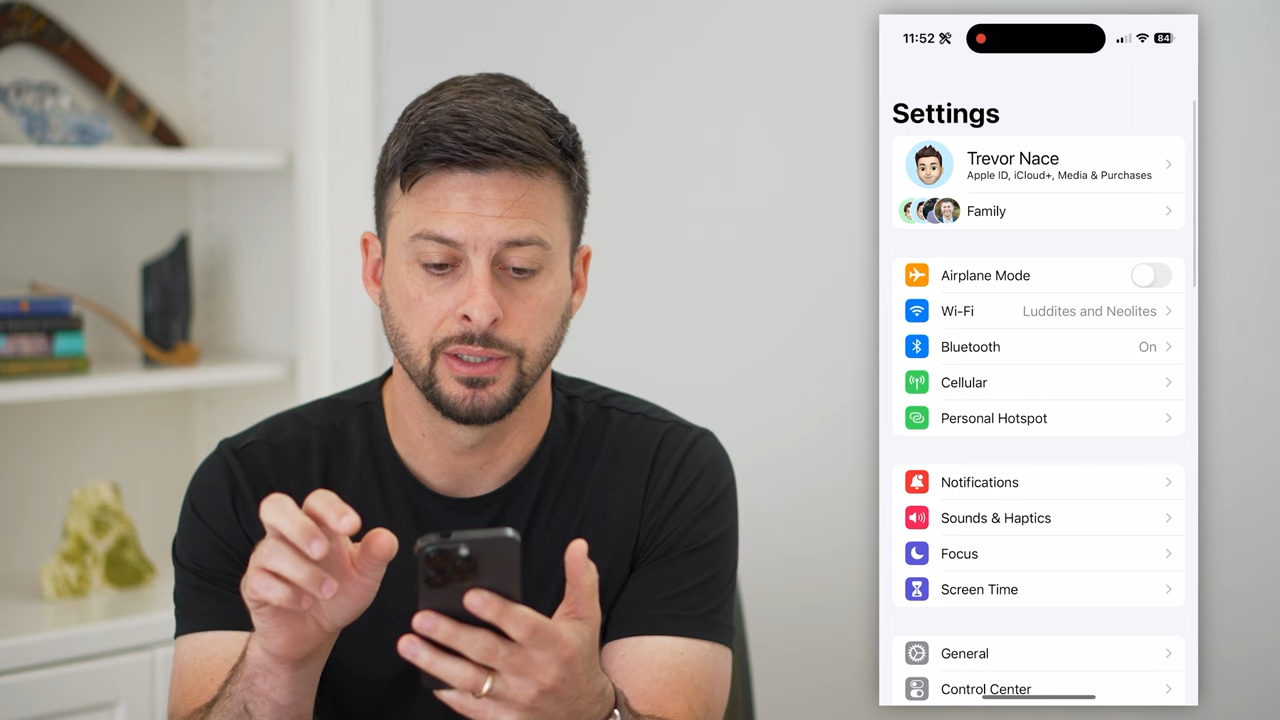 11:52
84
Settings
Trevor Nace
Apple ID, iCloud+, Media & Purchases
Family
Airplane Mode
Wi-Fi Luddites and Neolites
Bluetooth On
Cellular
Personal Hotspot
Notifications
Sounds & Haptics
Focus
Screen Time
General
Control Center